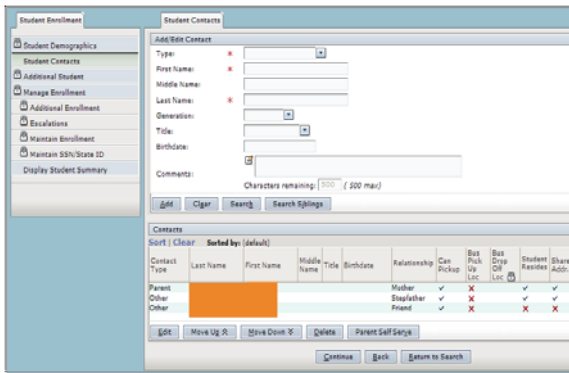 Student Enrollment
Student Contacts
Student Demographics
Student Contacts
Additional Student
Manage Enrollment
Additional Enrollment
Escalations
Maintain Enrollment
Maintain SSN/State ID
Display Student Summary
Add/Edit Contact
Type: *
First Name: *
Middle Name:
Last Name: *
Generation:
Title:
Birthdate:
Comments:
Characters remaining: 500 ( 500 max)
Add Clear Search Search Siblings
Contacts
Sort | Clear Sorted by: (default)
Contact Type Last Name First Name Middle Name Title Birthdate Relationship Can Pickup Bus Pick Up Loc Bus Drop Off Loc Student Resides Share Addr.
Parent Mother ✓ X ✓ ✓
Other Stepfather ✓ X ✓ ✓
Other Friend ✓ X X X
Edit Move Up Move Down Delete Parent Self Serve
Continue Back Return to Search